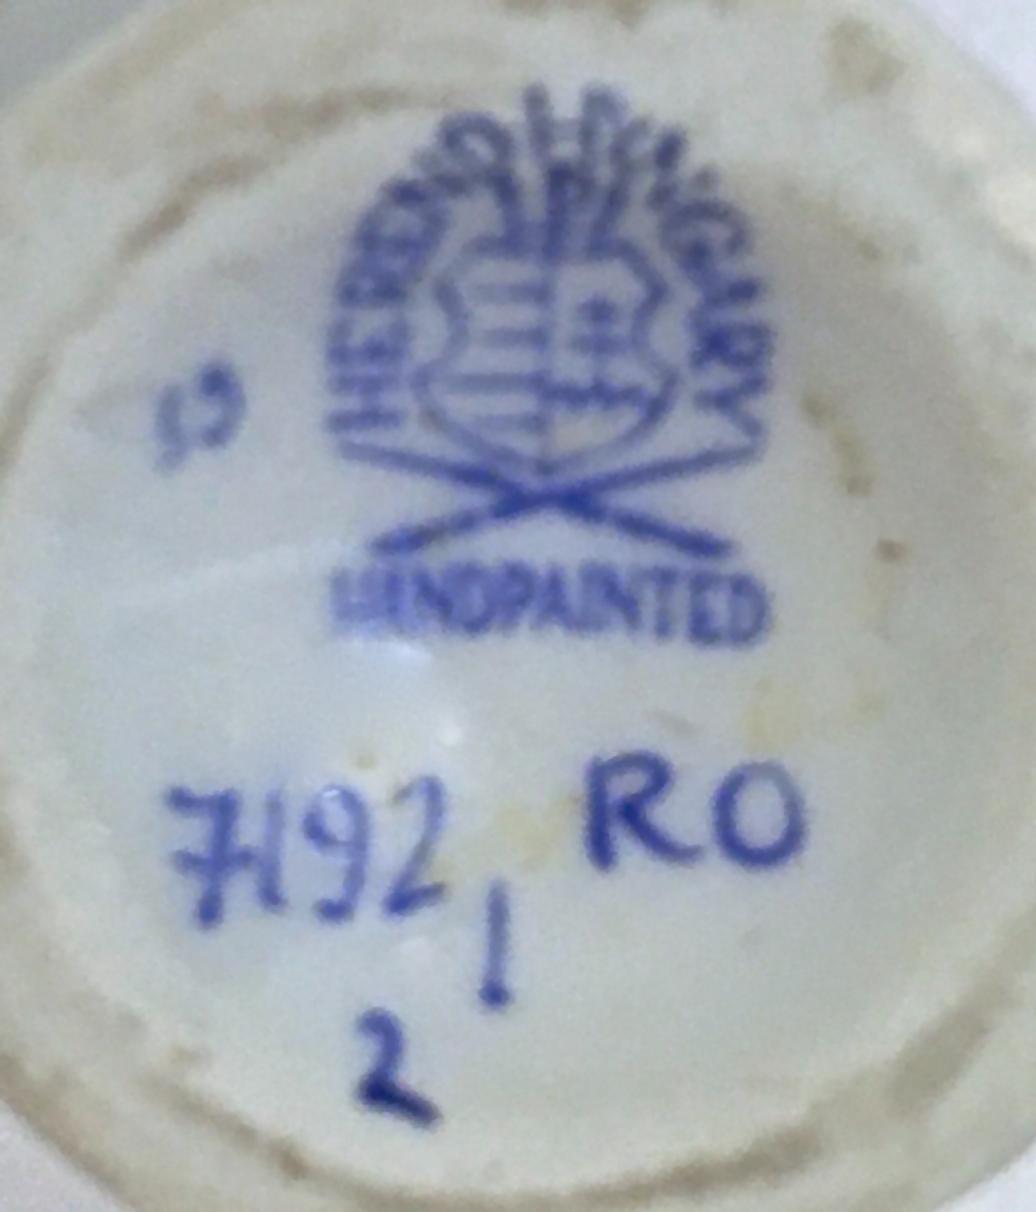 HEREND HUNGARY
HANDPAINTED
7192 RO
1
2